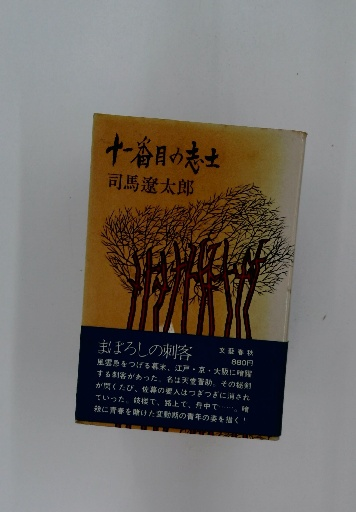 十一番目の志士
司馬遼太郎
まぼろしの刺客
文藝春秋
680円
風雲急をつげる幕末、江戸・京・大阪に暗躍
する刺客があった。名は天堂晋助。その妖剣
が閃くたび、佐幕の要人はつぎつぎに消され
ていった。妓楼で、路上で、舟中で……。暗
殺に青春を賭けた変動期の青年の姿を描く！